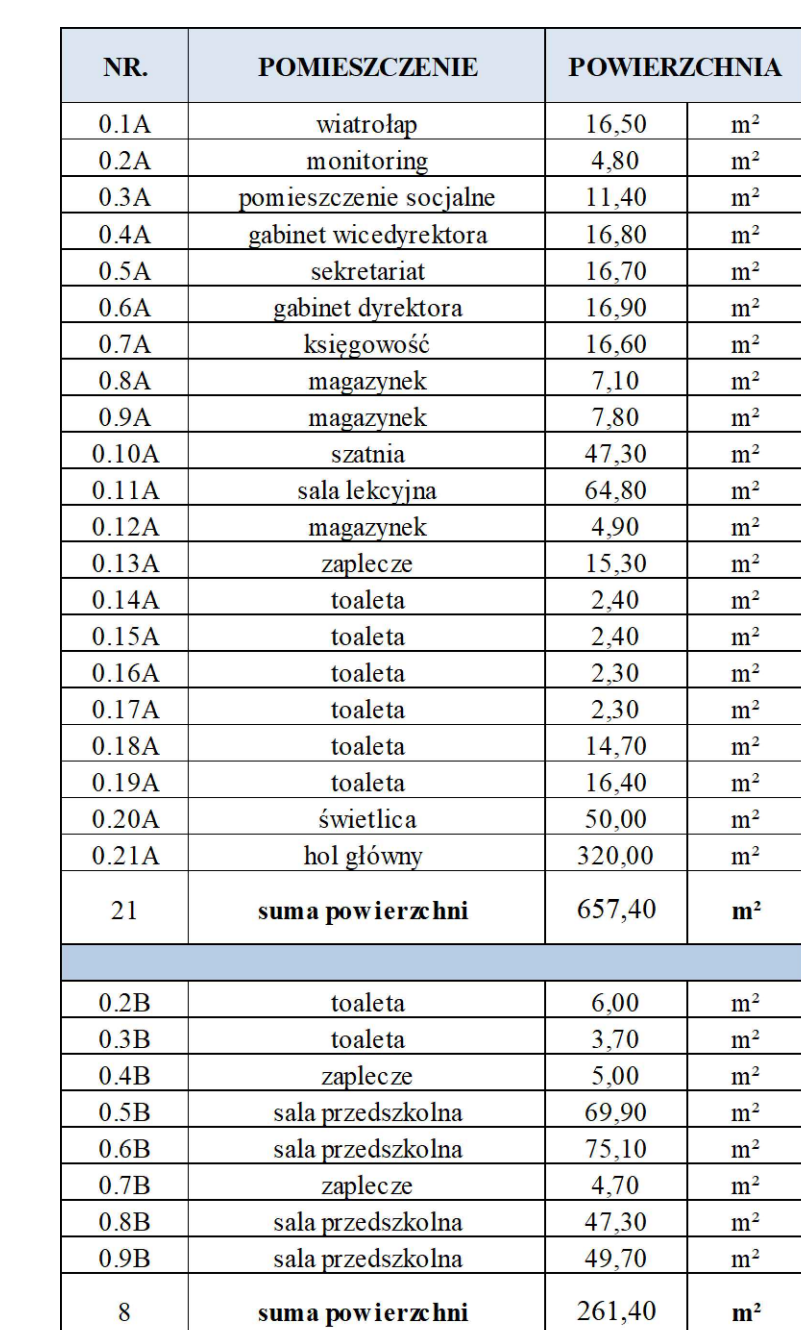 NR. POMIESZCZENIE POWIERZCHNIA
0.1A wiatrołap 16,50 m²
0.2A monitoring 4,80 m²
0.3A pomieszczenie socjalne 11,40 m²
0.4A gabinet wicedyrektora 16,80 m²
0.5A sekretariat 16,70 m²
0.6A gabinet dyrektora 16,90 m²
0.7A księgowość 16,60 m²
0.8A magazynek 7,10 m²
0.9A magazynek 7,80 m²
0.10A szatnia 47,30 m²
0.11A sala lekcyjna 64,80 m²
0.12A magazynek 4,90 m²
0.13A zaplecze 15,30 m²
0.14A toaleta 2,40 m²
0.15A toaleta 2,40 m²
0.16A toaleta 2,30 m²
0.17A toaleta 2,30 m²
0.18A toaleta 14,70 m²
0.19A toaleta 16,40 m²
0.20A świetlica 50,00 m²
0.21A hol główny 320,00 m²
21 suma powierzchni 657,40 m²
0.2B toaleta 6,00 m²
0.3B toaleta 3,70 m²
0.4B zaplecze 5,00 m²
0.5B sala przedszkolna 69,90 m²
0.6B sala przedszkolna 75,10 m²
0.7B zaplecze 4,70 m²
0.8B sala przedszkolna 47,30 m²
0.9B sala przedszkolna 49,70 m²
8 suma powierzchni 261,40 m²